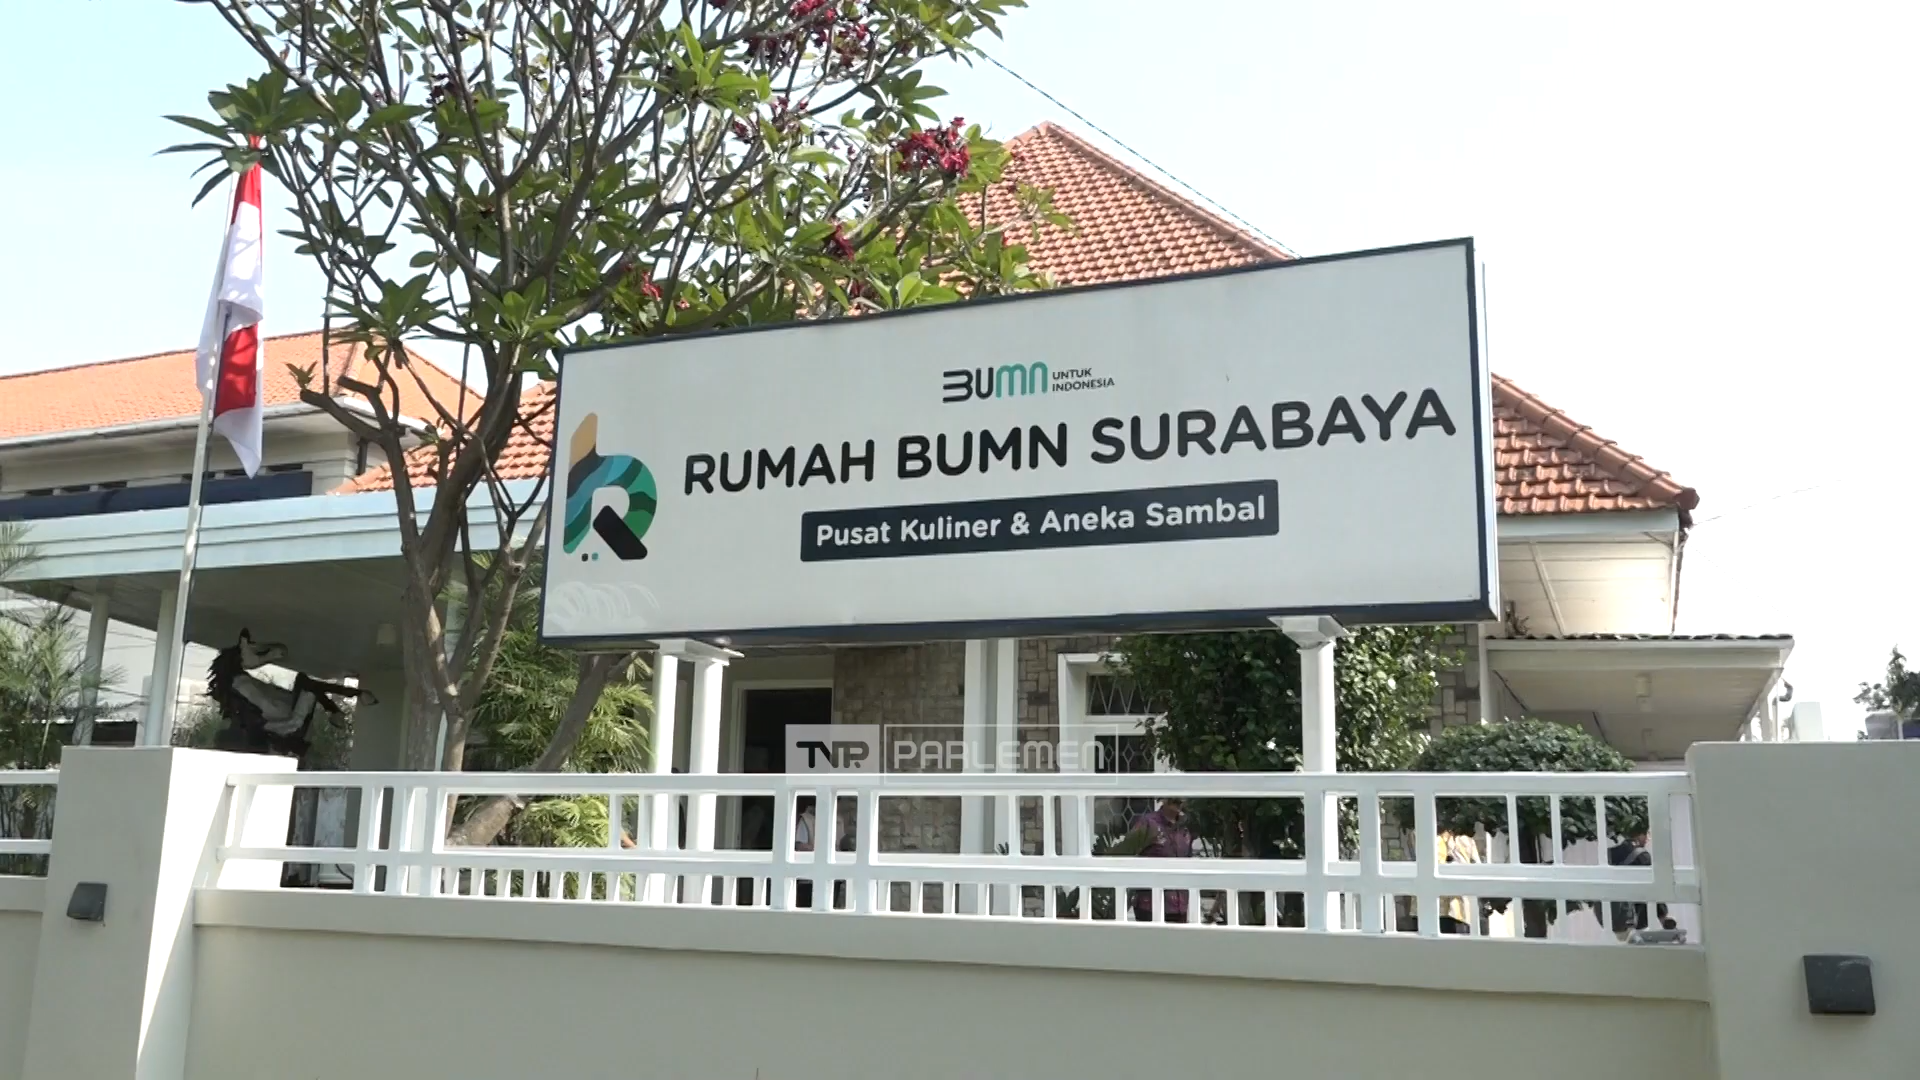 BUMN UNTUK
INDONESIA
RUMAH BUMN SURABAYA
Pusat Kuliner & Aneka Sambal
TVR PARLEMEN